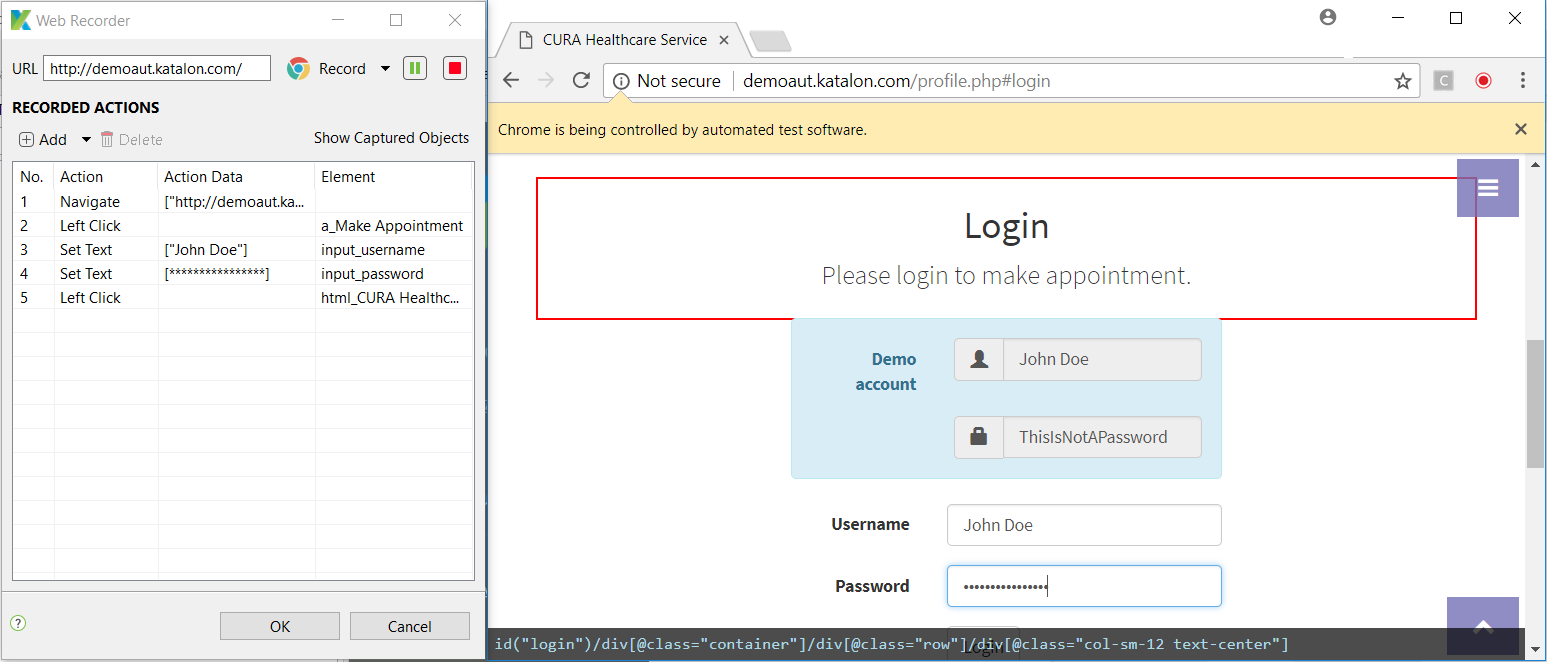 Web Recorder
URL http://demoaut.katalon.com/ Record
RECORDED ACTIONS
Add Delete Show Captured Objects
No. Action Action Data Element
1 Navigate ["http://demoaut.ka...
2 Left Click a_Make Appointment
3 Set Text ["John Doe"] input_username
4 Set Text [****************] input_password
5 Left Click html_CURA Healthc...
? OK Cancel
CURA Healthcare Service
Not secure demoaut.katalon.com/profile.php#login C
Chrome is being controlled by automated test software.
Login
Please login to make appointment.
Demo account
John Doe
ThisIsNotAPassword
Username John Doe
Password ••••••••••••••••
id("login")/div[@class="container"]/div[@class="row"]/div[@class="col-sm-12 text-center"]